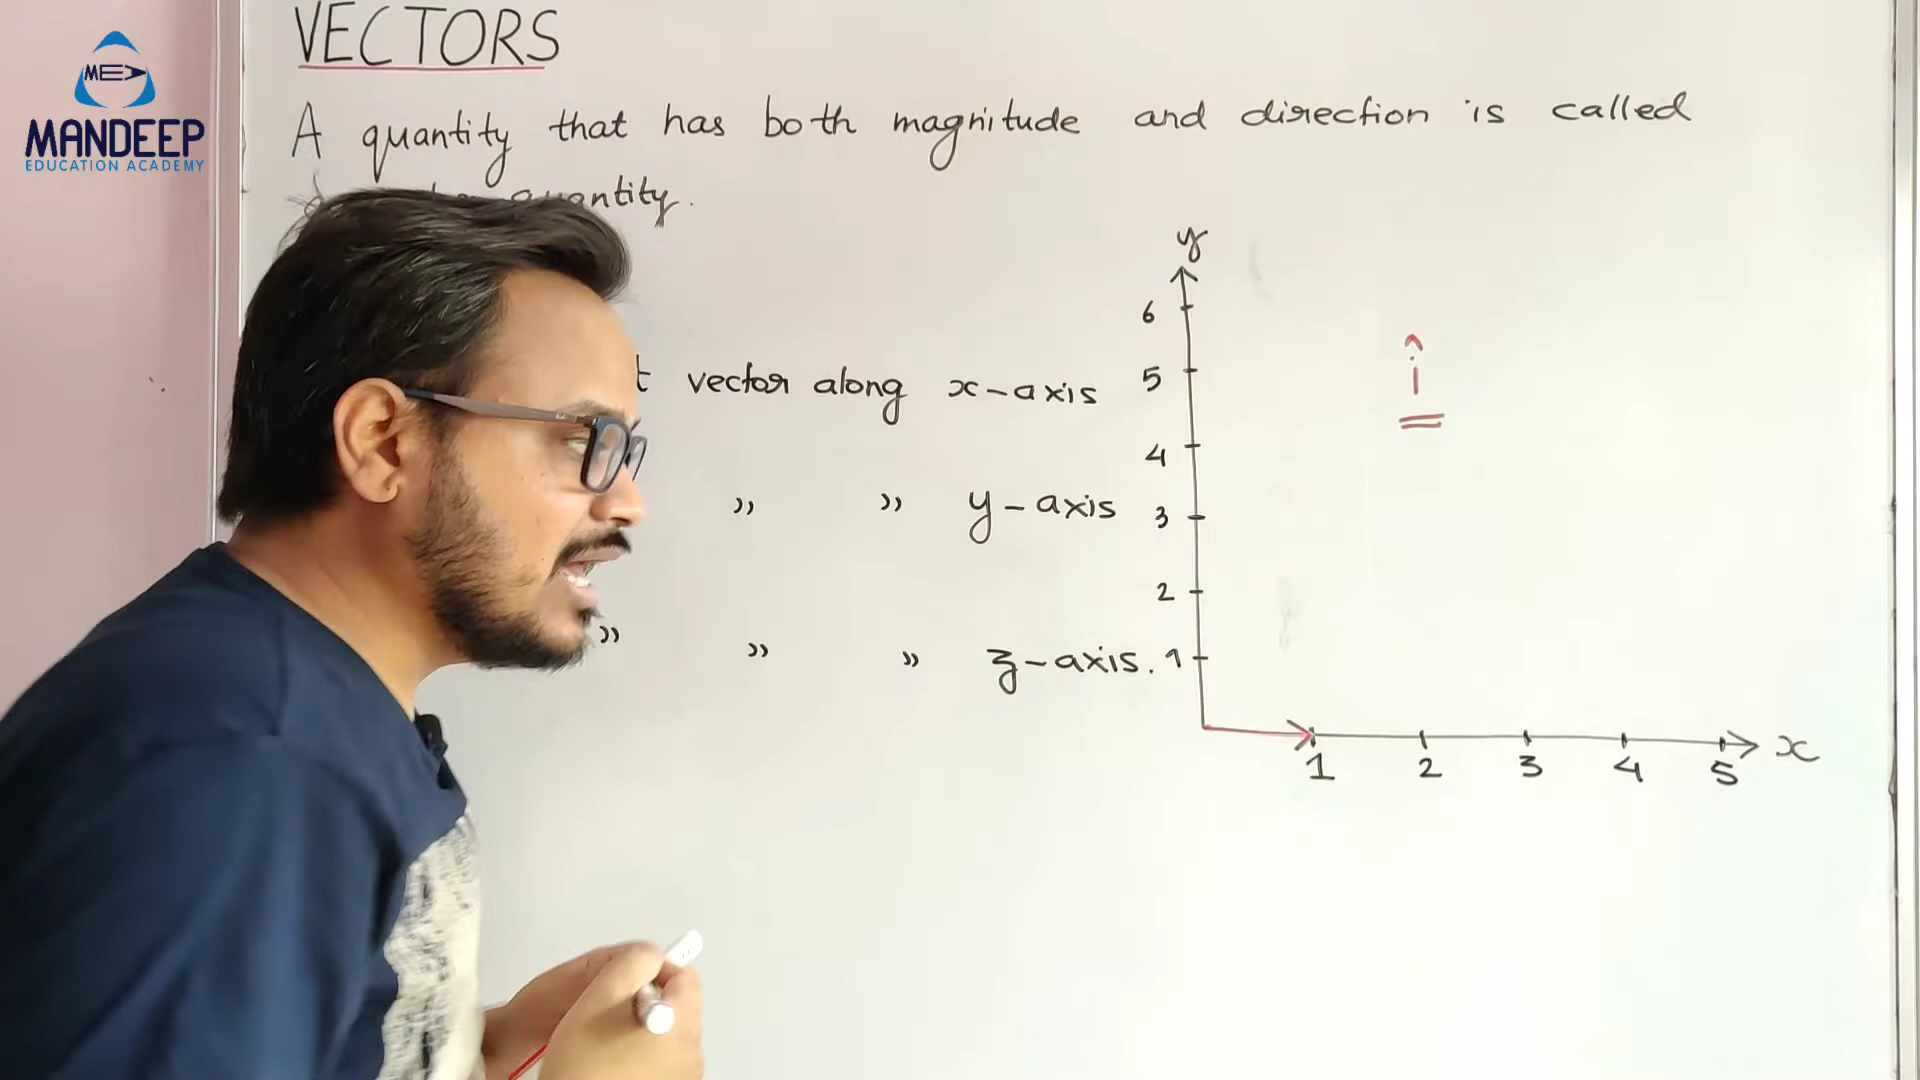 MED
MANDEEP
EDUCATION ACADEMY
VECTORS
A quantity that has both magnitude and direction is called
quantity.
vector along x-axis
" " y-axis
" " " z-axis.
y
6
5
4
3
2
1
î
1 2 3 4 5 x